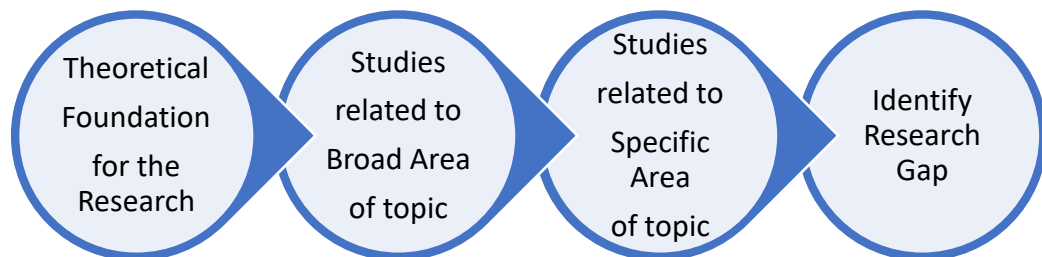 Theoretical
Foundation
for the
Research
Studies
related to
Broad Area
of topic
Studies
related to
Specific
Area
of topic
Identify
Research
Gap